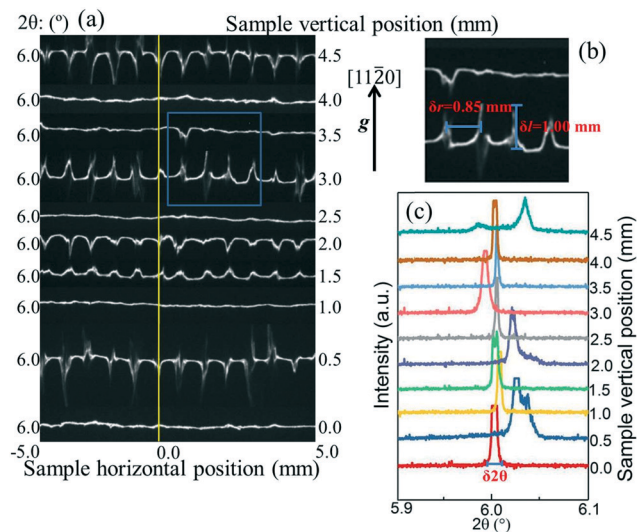 2θ: (º) (a) Sample vertical position (mm)
6.0 4.5
6.0 4.0
6.0 3.5
6.0 3.0
6.0 2.5
6.0 2.0
6.0 1.5
6.0 1.0
6.0 0.5
6.0 0.0
-5.0 0.0 5.0
Sample horizontal position (mm)
[112̄0]
g
(b)
δr=0.85 mm
δl=1.00 mm
(c)
Intensity (a.u.)
4.5
4.0
3.5
3.0
2.5
2.0
1.5
1.0
0.5
0.0
Sample vertical position (mm)
δ2θ
5.9 6.0 6.1
2θ (°)